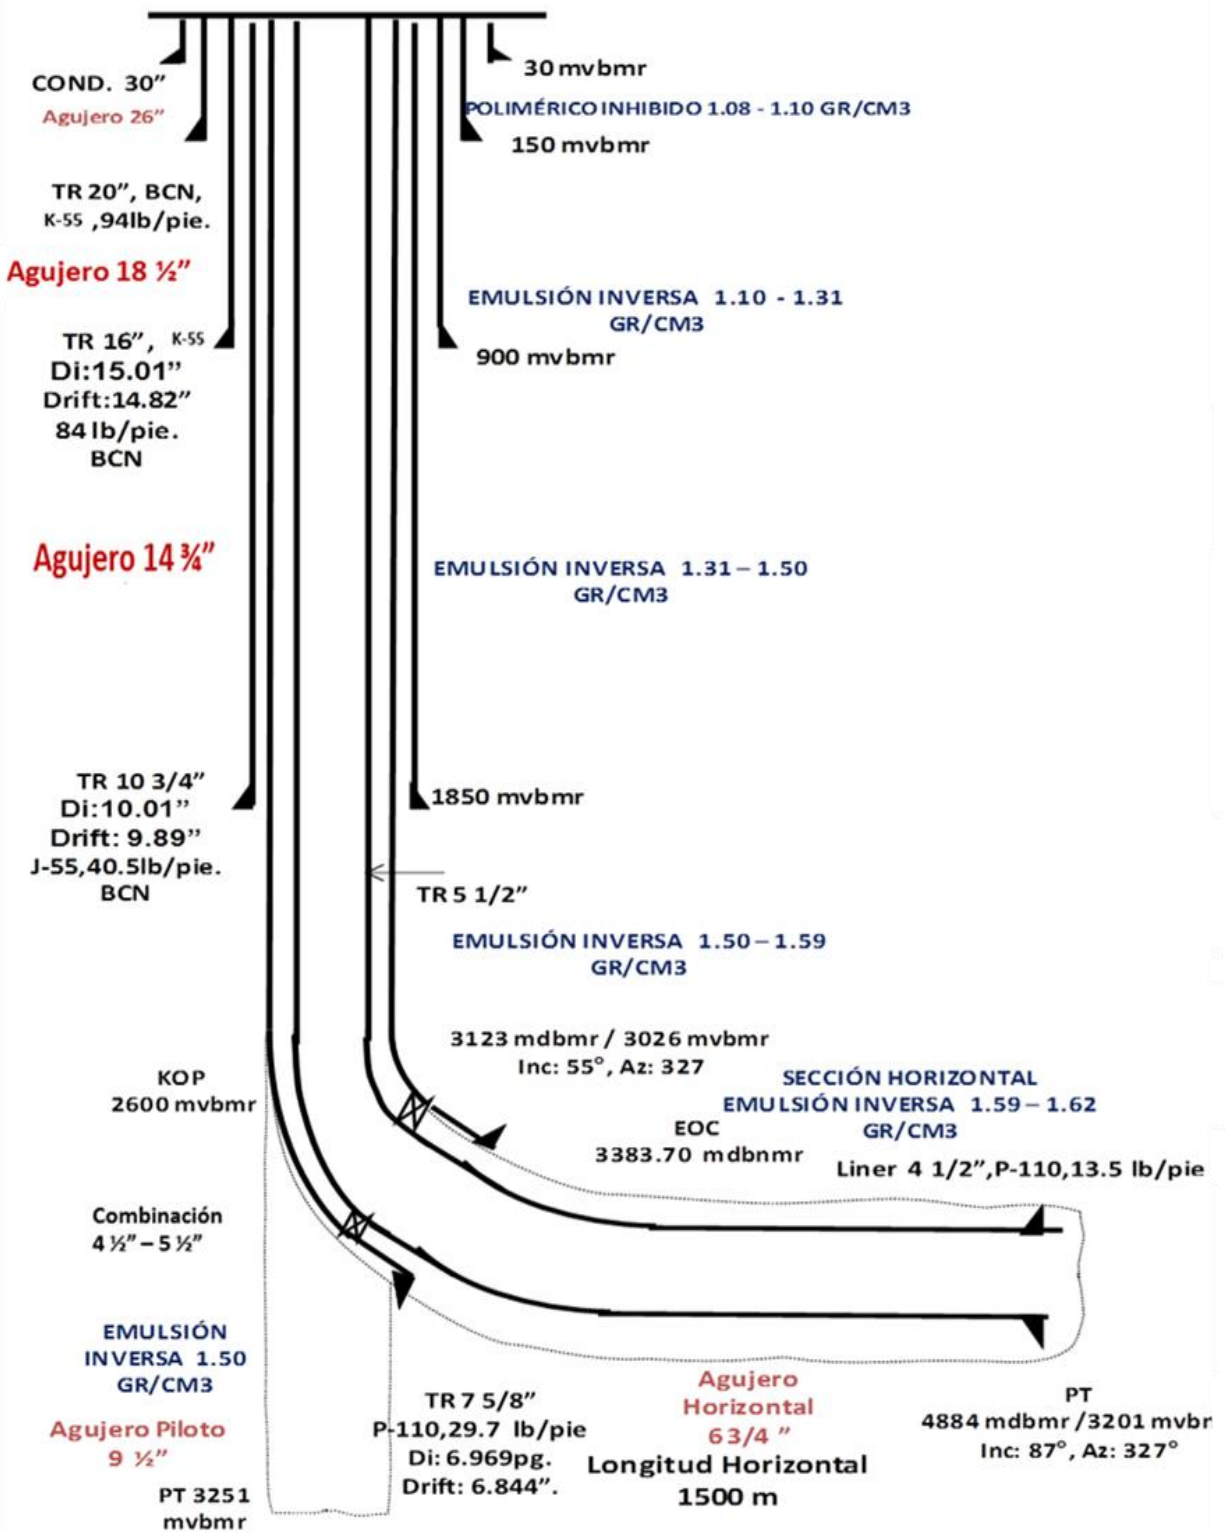 30 mvbmr
COND. 30”
Agujero 26”
POLIMÉRICO INHIBIDO 1.08 - 1.10 GR/CM3
150 mvbmr
TR 20”, BCN,
K-55 ,94lb/pie.
Agujero 18 ½”
EMULSIÓN INVERSA 1.10 - 1.31
GR/CM3
TR 16”, K-55
Di:15.01”
Drift:14.82”
84 lb/pie.
BCN
900 mvbmr
Agujero 14 ¾”
EMULSIÓN INVERSA 1.31 – 1.50
GR/CM3
TR 10 3/4”
Di:10.01”
Drift: 9.89”
J-55,40.5lb/pie.
BCN
1850 mvbmr
TR 5 1/2”
EMULSIÓN INVERSA 1.50 – 1.59
GR/CM3
3123 mdbmr / 3026 mvbmr
Inc: 55°, Az: 327
KOP
2600 mvbmr
SECCIÓN HORIZONTAL
EMULSIÓN INVERSA 1.59 – 1.62
GR/CM3
EOC
3383.70 mdbnmr
Liner 4 1/2”,P-110,13.5 lb/pie
Combinación
4 ½” – 5 ½”
EMULSIÓN
INVERSA 1.50
GR/CM3
Agujero Piloto
9 ½”
PT 3251
mvbmr
TR 7 5/8”
P-110,29.7 lb/pie
Di: 6.969pg.
Drift: 6.844”.
Agujero
Horizontal
6 3/4 ”
Longitud Horizontal
1500 m
PT
4884 mdbmr /3201 mvbr
Inc: 87°, Az: 327°